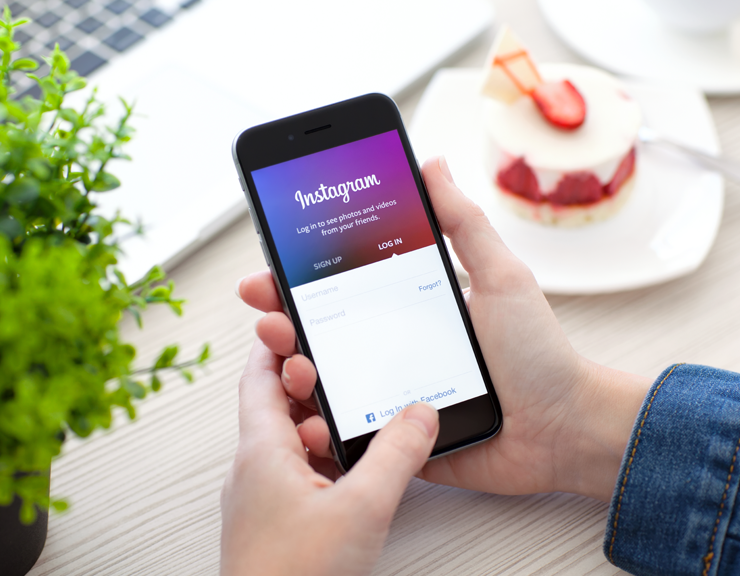 Instagram
Log in to see photos and videos
from your friends.
SIGN UP
LOG IN
Username
Forgot?
Password
OR
Log In with Facebook